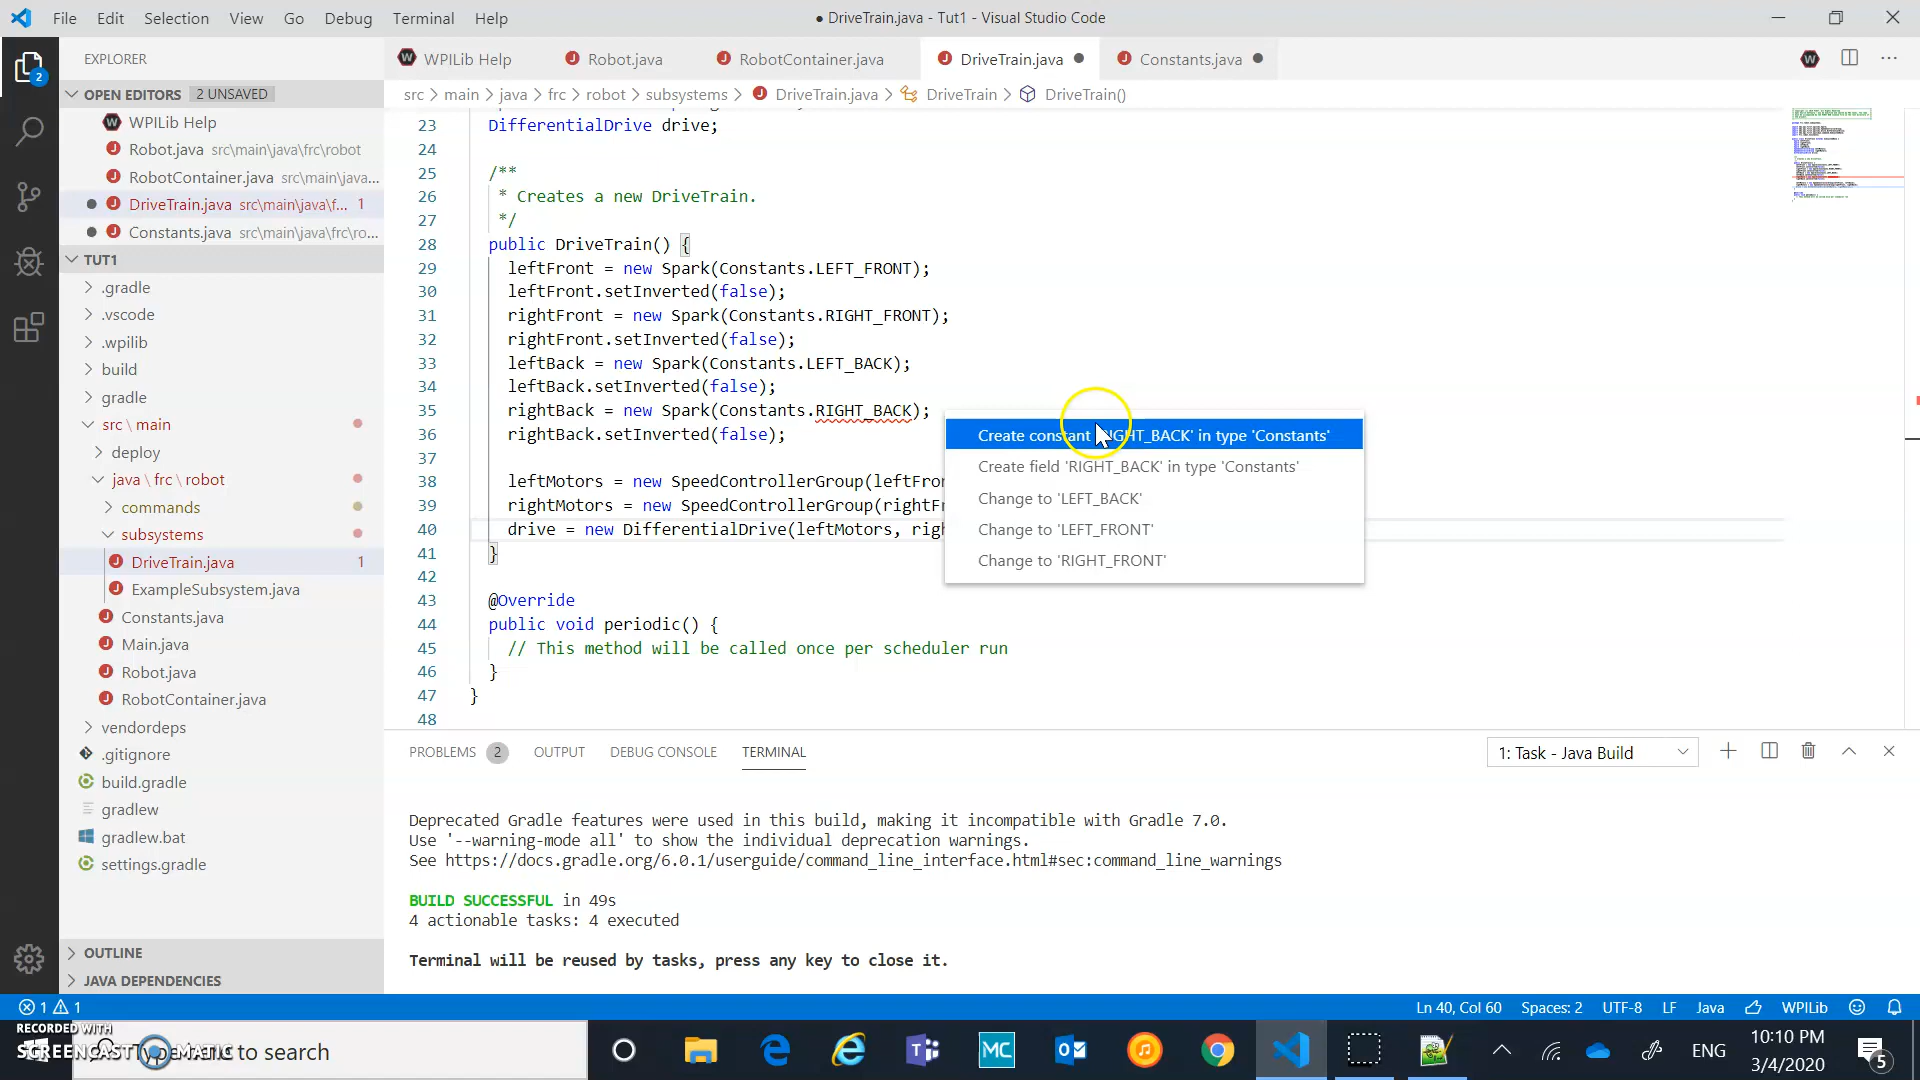 File Edit Selection View Go Debug Terminal Help
● DriveTrain.java - Tut1 - Visual Studio Code
EXPLORER
WPILib Help
Robot.java
RobotContainer.java
DriveTrain.java
Constants.java
OPEN EDITORS 2 UNSAVED
WPILib Help
Robot.java src\main\java\frc\robot
RobotContainer.java src\main\java...
DriveTrain.java src\main\java\f... 1
Constants.java src\main\java\frc\ro...
TUT1
.gradle
.vscode
.wpilib
build
gradle
src \ main
deploy
java \ frc \ robot
commands
subsystems
DriveTrain.java 1
ExampleSubsystem.java
Constants.java
Main.java
Robot.java
RobotContainer.java
vendordeps
.gitignore
build.gradle
gradlew
gradlew.bat
settings.gradle
OUTLINE
JAVA DEPENDENCIES
src > main > java > frc > robot > subsystems > DriveTrain.java > DriveTrain > DriveTrain()
23 DifferentialDrive drive;
24
25 /**
26 * Creates a new DriveTrain.
27 */
28 public DriveTrain() {
29 leftFront = new Spark(Constants.LEFT_FRONT);
30 leftFront.setInverted(false);
31 rightFront = new Spark(Constants.RIGHT_FRONT);
32 rightFront.setInverted(false);
33 leftBack = new Spark(Constants.LEFT_BACK);
34 leftBack.setInverted(false);
35 rightBack = new Spark(Constants.RIGHT_BACK);
36 rightBack.setInverted(false);
37
38 leftMotors = new SpeedControllerGroup(leftFro
39 rightMotors = new SpeedControllerGroup(rightF
40 drive = new DifferentialDrive(leftMotors, rig
41 }
42
43 @Override
44 public void periodic() {
45 // This method will be called once per scheduler run
46 }
47 }
48
Create constant 'RIGHT_BACK' in type 'Constants'
Create field 'RIGHT_BACK' in type 'Constants'
Change to 'LEFT_BACK'
Change to 'LEFT_FRONT'
Change to 'RIGHT_FRONT'
PROBLEMS 2 OUTPUT DEBUG CONSOLE TERMINAL
1: Task - Java Build
Deprecated Gradle features were used in this build, making it incompatible with Gradle 7.0.
Use '--warning-mode all' to show the individual deprecation warnings.
See https://docs.gradle.org/6.0.1/userguide/command_line_interface.html#sec:command_line_warnings
BUILD SUCCESSFUL in 49s
4 actionable tasks: 4 executed
Terminal will be reused by tasks, press any key to close it.
1 1
Ln 40, Col 60 Spaces: 2 UTF-8 LF Java WPILib
RECORDED WITH
SCREENCAST MATIC
to search
ENG
10:10 PM
3/4/2020
5